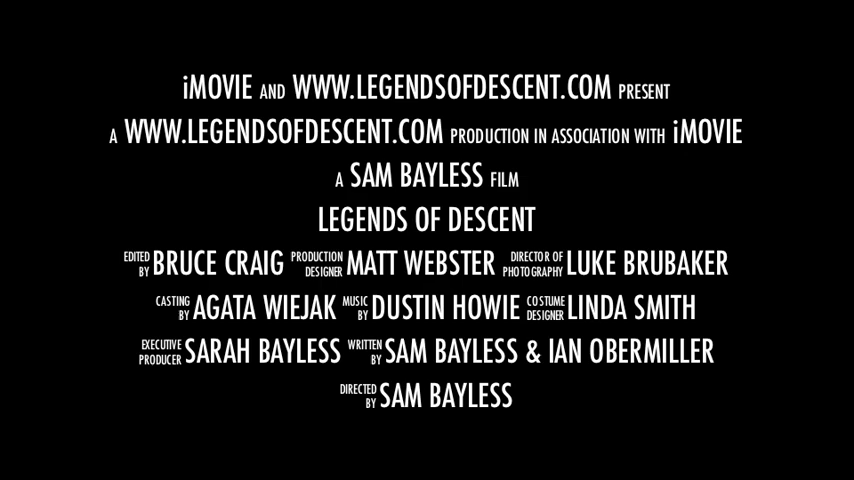 iMOVIE AND WWW.LEGENDSOFDESCENT.COM PRESENT
A WWW.LEGENDSOFDESCENT.COM PRODUCTION IN ASSOCIATION WITH iMOVIE
A SAM BAYLESS FILM
LEGENDS OF DESCENT
EDITED BY BRUCE CRAIG PRODUCTION DESIGNER MATT WEBSTER DIRECTOR OF PHOTOGRAPHY LUKE BRUBAKER
CASTING BY AGATA WIEJAK MUSIC BY DUSTIN HOWIE COSTUME DESIGNER LINDA SMITH
EXECUTIVE PRODUCER SARAH BAYLESS WRITTEN BY SAM BAYLESS & IAN OBERMILLER
DIRECTED BY SAM BAYLESS